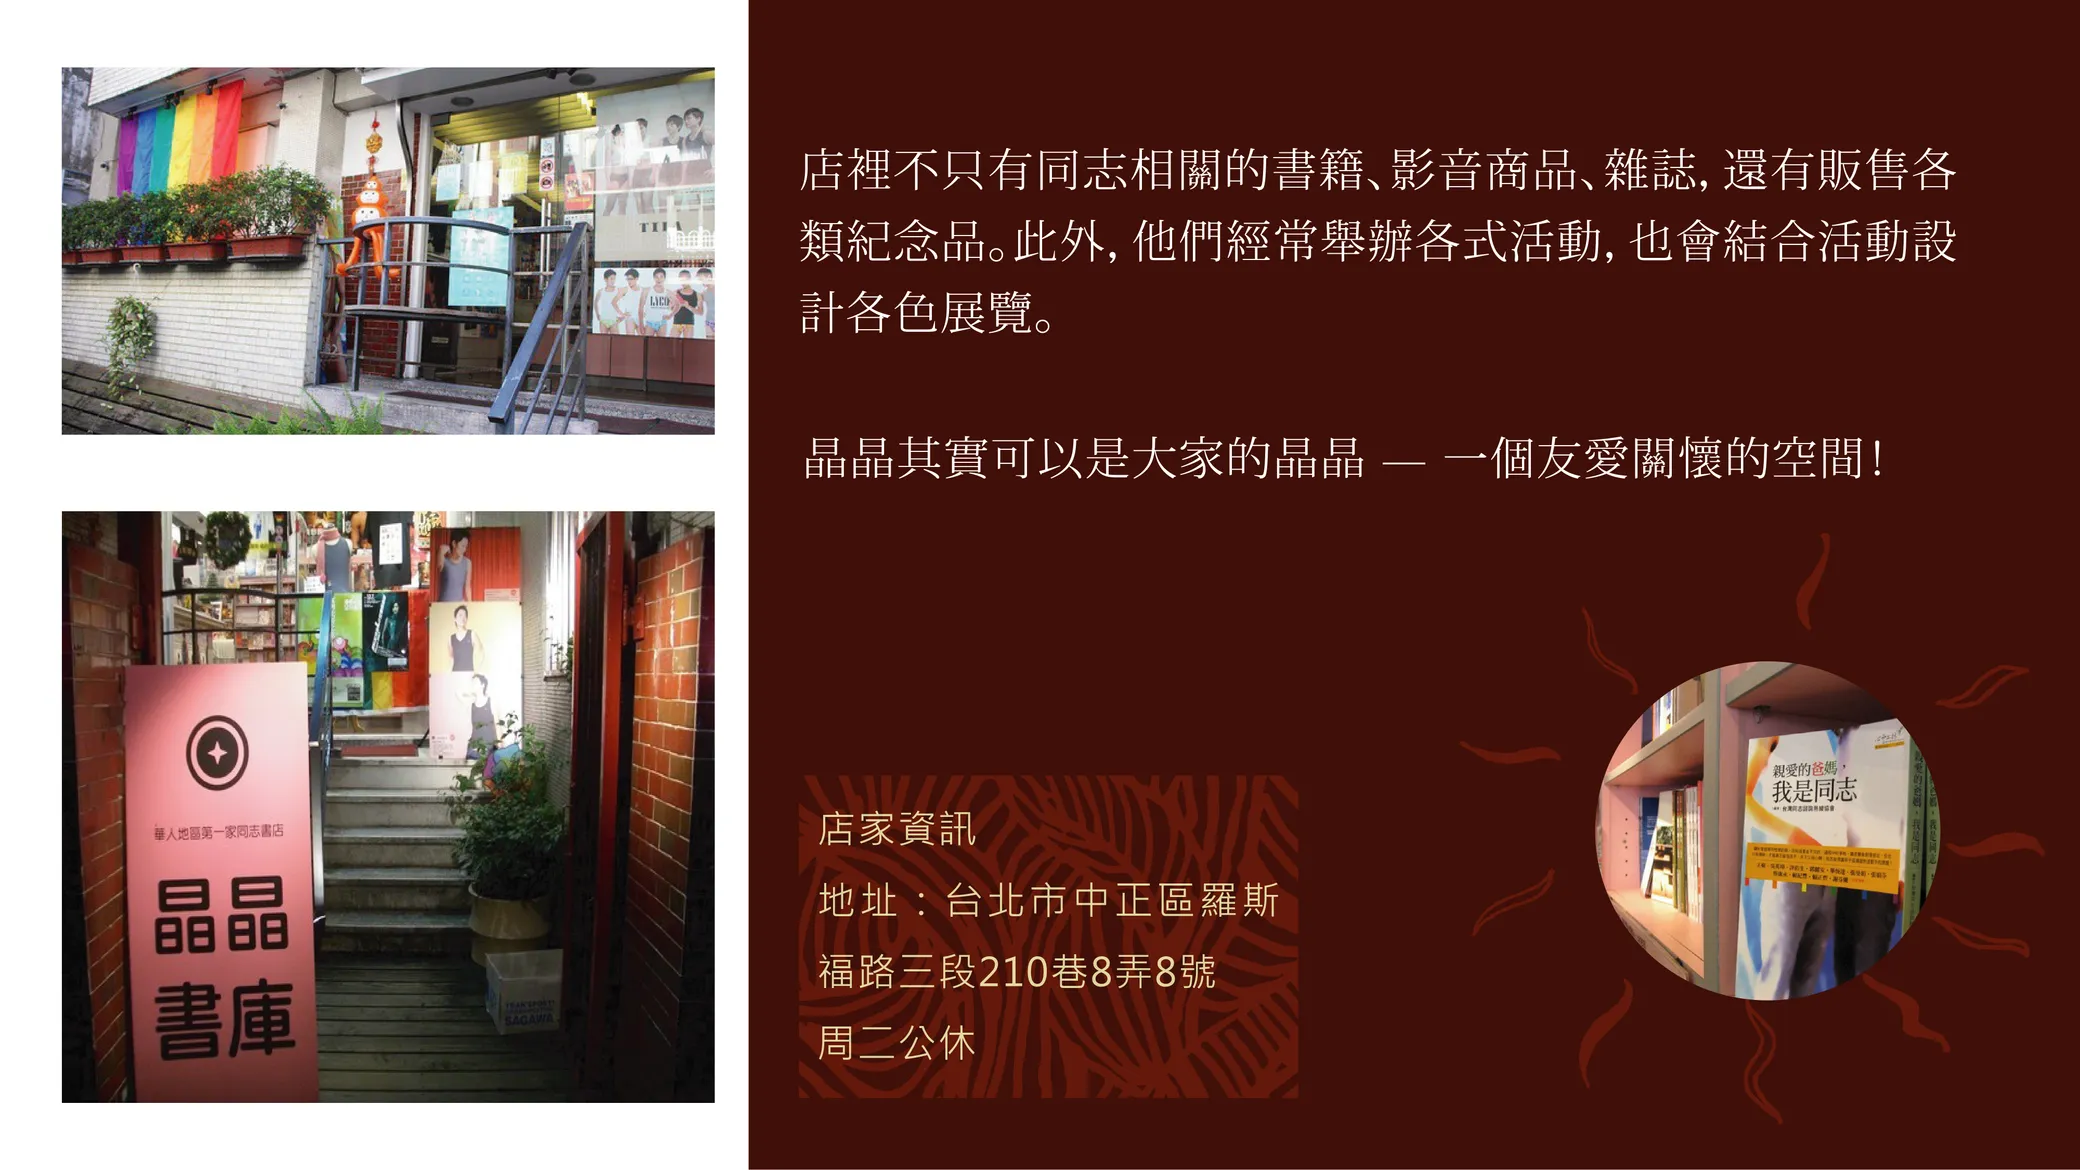 店裡不只有同志相關的書籍、影音商品、雜誌，還有販售各
類紀念品。此外，他們經常舉辦各式活動，也會結合活動設
計各色展覽。
晶晶其實可以是大家的晶晶 — 一個友愛關懷的空間！
店家資訊
地址：台北市中正區羅斯
福路三段210巷8弄8號
周二公休
華人地區第一家同志書店
晶晶
書庫
SAGAWA
親愛的爸媽，
我是同志